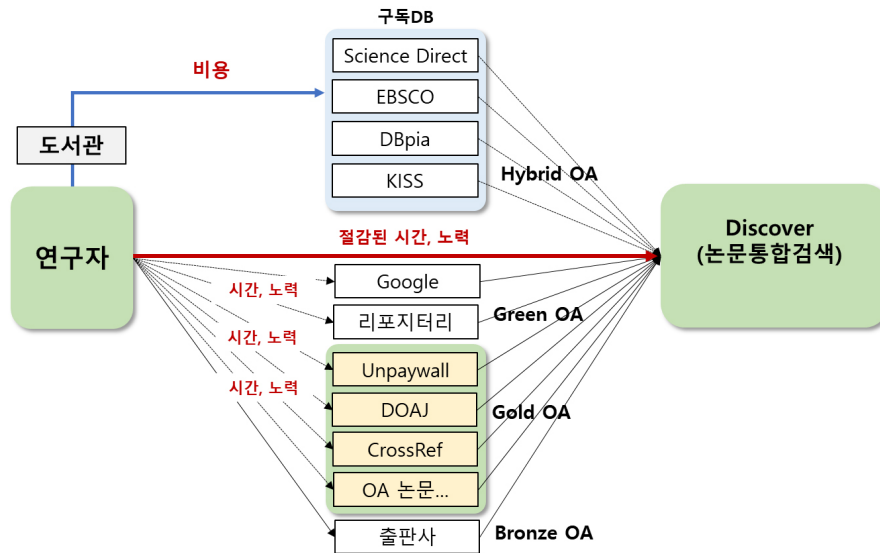 구독DB
Science Direct
비용
EBSCO
도서관
DBpia
KISS
Hybrid OA
연구자
절감된 시간, 노력
Discover
(논문통합검색)
Google
시간, 노력
리포지터리
Green OA
시간, 노력
Unpaywall
시간, 노력
DOAJ
Gold OA
CrossRef
OA 논문...
출판사
Bronze OA